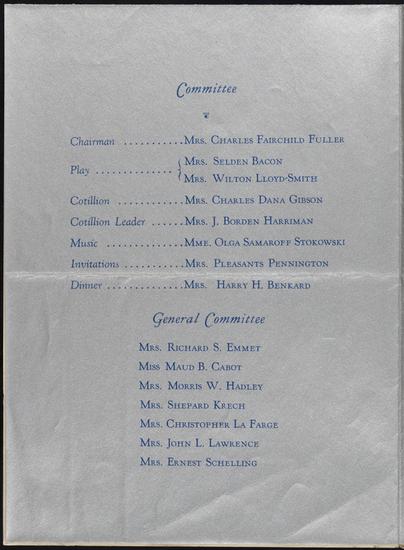 Committee
Chairman ........... Mrs. Charles Fairchild Fuller
Play .............. { Mrs. Selden Bacon
Mrs. Wilton Lloyd-Smith
Cotillion ........... Mrs. Charles Dana Gibson
Cotillion Leader ...... Mrs. J. Borden Harriman
Music .............. Mme. Olga Samaroff Stokowski
Invitations ........... Mrs. Pleasants Pennington
Dinner .............. Mrs. Harry H. Benkard
General Committee
Mrs. Richard S. Emmet
Miss Maud B. Cabot
Mrs. Morris W. Hadley
Mrs. Shepard Krech
Mrs. Christopher La Farge
Mrs. John L. Lawrence
Mrs. Ernest Schelling